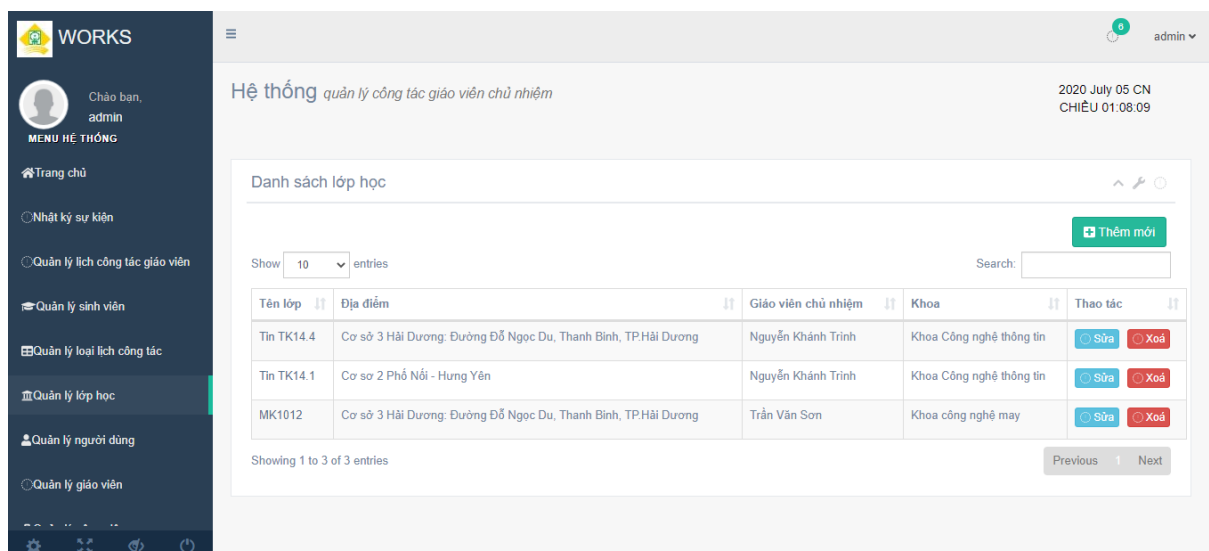 WORKS
6
admin
Chào bạn,
admin
MENU HỆ THỐNG
Hệ thống quản lý công tác giáo viên chủ nhiệm
2020 July 05 CN
CHIỀU 01:08:09
Trang chủ
Nhật ký sự kiện
Quản lý lịch công tác giáo viên
Quản lý sinh viên
Quản lý loại lịch công tác
Quản lý lớp học
Quản lý người dùng
Quản lý giáo viên
Danh sách lớp học
Thêm mới
Show 10 entries
Search:
Tên lớp Địa điểm Giáo viên chủ nhiệm Khoa Thao tác
Tin TK14.4 Cơ sở 3 Hải Dương: Đường Đỗ Ngọc Du, Thanh Bình, TP.Hải Dương Nguyễn Khánh Trình Khoa Công nghệ thông tin Sửa Xoá
Tin TK14.1 Cơ sơ 2 Phố Nối - Hưng Yên Nguyễn Khánh Trình Khoa Công nghệ thông tin Sửa Xoá
MK1012 Cơ sở 3 Hải Dương: Đường Đỗ Ngọc Du, Thanh Bình, TP.Hải Dương Trần Văn Sơn Khoa công nghệ may Sửa Xoá
Showing 1 to 3 of 3 entries
Previous 1 Next